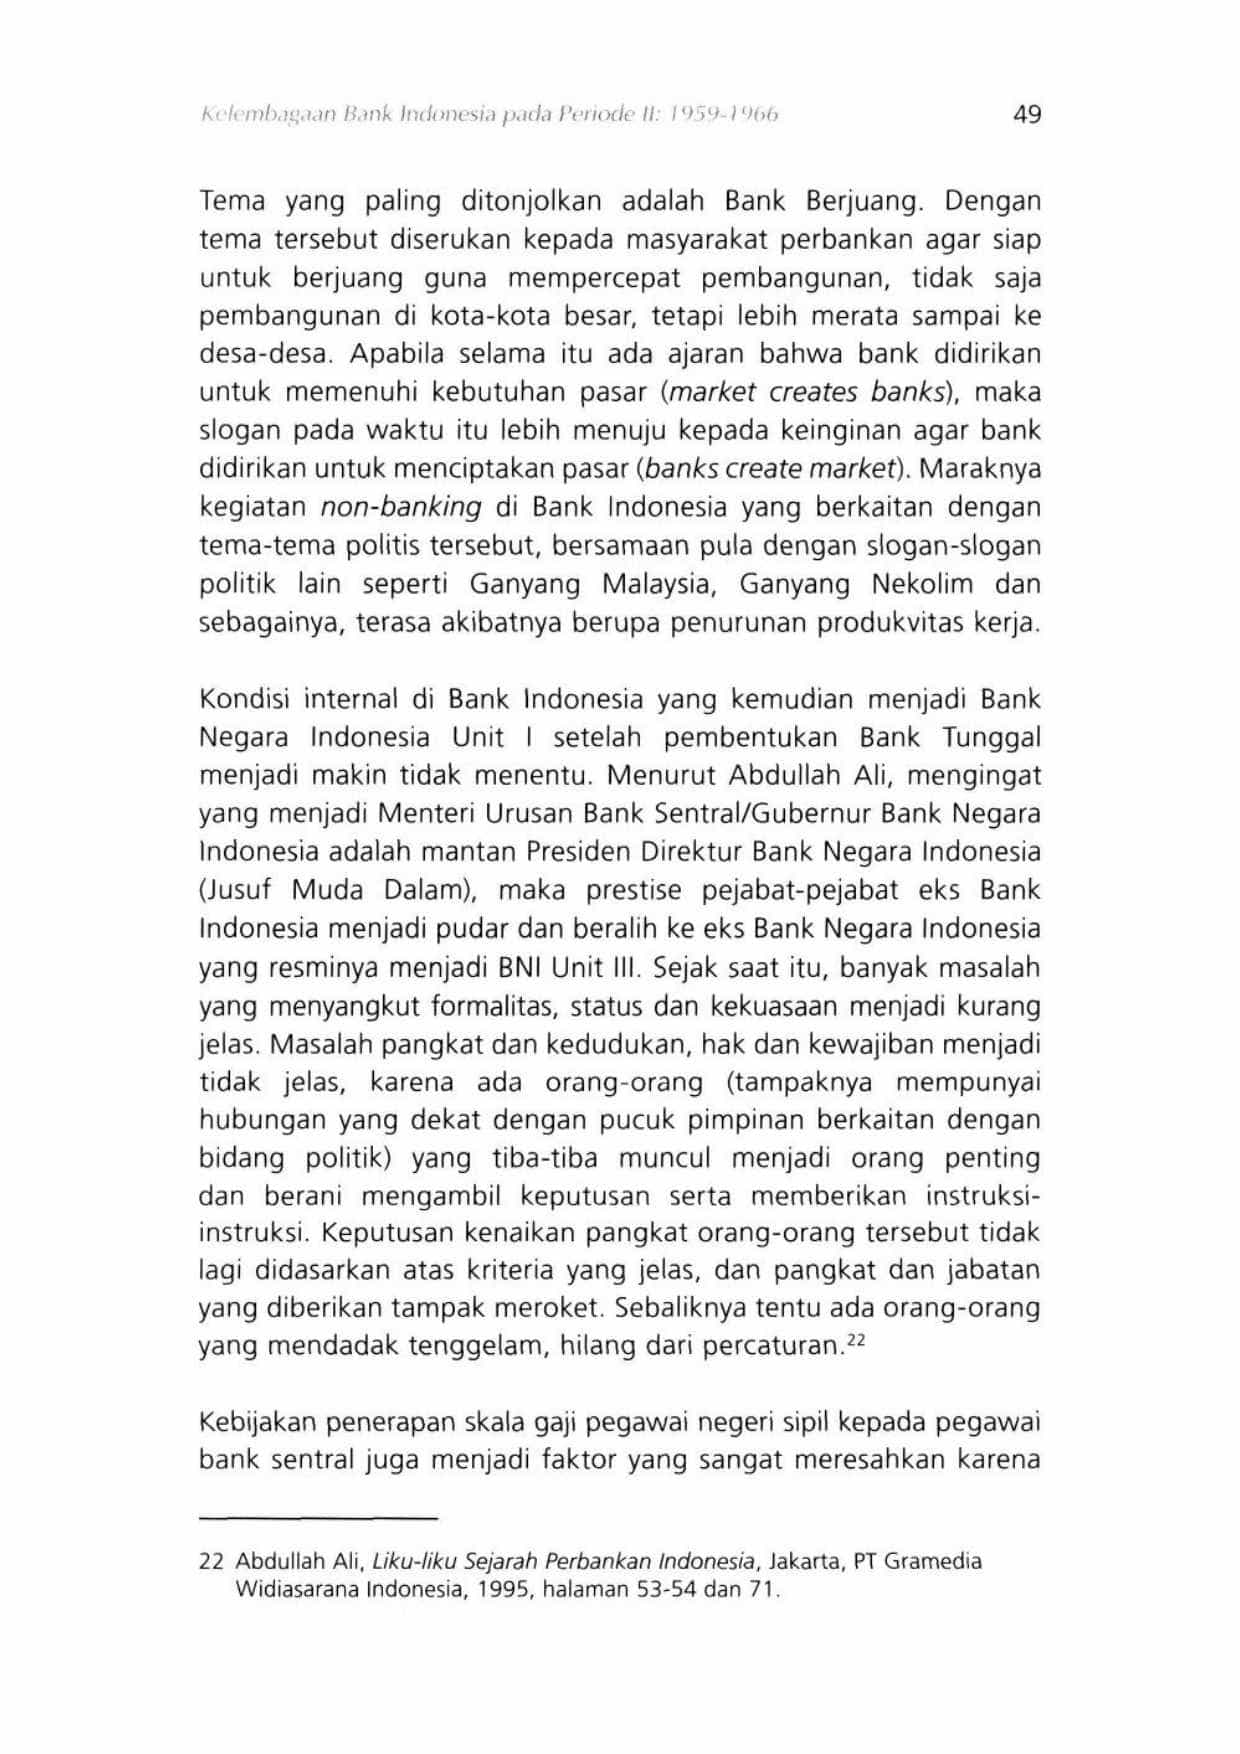 Kelembagaan Bank Indonesia pada Periode II: 1959-1966 49
Tema yang paling ditonjolkan adalah Bank Berjuang. Dengan
tema tersebut diserukan kepada masyarakat perbankan agar siap
untuk berjuang guna mempercepat pembangunan, tidak saja
pembangunan di kota-kota besar, tetapi lebih merata sampai ke
desa-desa. Apabila selama itu ada ajaran bahwa bank didirikan
untuk memenuhi kebutuhan pasar (market creates banks), maka
slogan pada waktu itu lebih menuju kepada keinginan agar bank
didirikan untuk menciptakan pasar (banks create market). Maraknya
kegiatan non-banking di Bank Indonesia yang berkaitan dengan
tema-tema politis tersebut, bersamaan pula dengan slogan-slogan
politik lain seperti Ganyang Malaysia, Ganyang Nekolim dan
sebagainya, terasa akibatnya berupa penurunan produkvitas kerja.
Kondisi internal di Bank Indonesia yang kemudian menjadi Bank
Negara Indonesia Unit I setelah pembentukan Bank Tunggal
menjadi makin tidak menentu. Menurut Abdullah Ali, mengingat
yang menjadi Menteri Urusan Bank Sentral/Gubernur Bank Negara
Indonesia adalah mantan Presiden Direktur Bank Negara Indonesia
(Jusuf Muda Dalam), maka prestise pejabat-pejabat eks Bank
Indonesia menjadi pudar dan beralih ke eks Bank Negara Indonesia
yang resminya menjadi BNI Unit III. Sejak saat itu, banyak masalah
yang menyangkut formalitas, status dan kekuasaan menjadi kurang
jelas. Masalah pangkat dan kedudukan, hak dan kewajiban menjadi
tidak jelas, karena ada orang-orang (tampaknya mempunyai
hubungan yang dekat dengan pucuk pimpinan berkaitan dengan
bidang politik) yang tiba-tiba muncul menjadi orang penting
dan berani mengambil keputusan serta memberikan instruksi-
instruksi. Keputusan kenaikan pangkat orang-orang tersebut tidak
lagi didasarkan atas kriteria yang jelas, dan pangkat dan jabatan
yang diberikan tampak meroket. Sebaliknya tentu ada orang-orang
yang mendadak tenggelam, hilang dari percaturan.22
Kebijakan penerapan skala gaji pegawai negeri sipil kepada pegawai
bank sentral juga menjadi faktor yang sangat meresahkan karena
22 Abdullah Ali, Liku-liku Sejarah Perbankan Indonesia, Jakarta, PT Gramedia
Widiasarana Indonesia, 1995, halaman 53-54 dan 71.